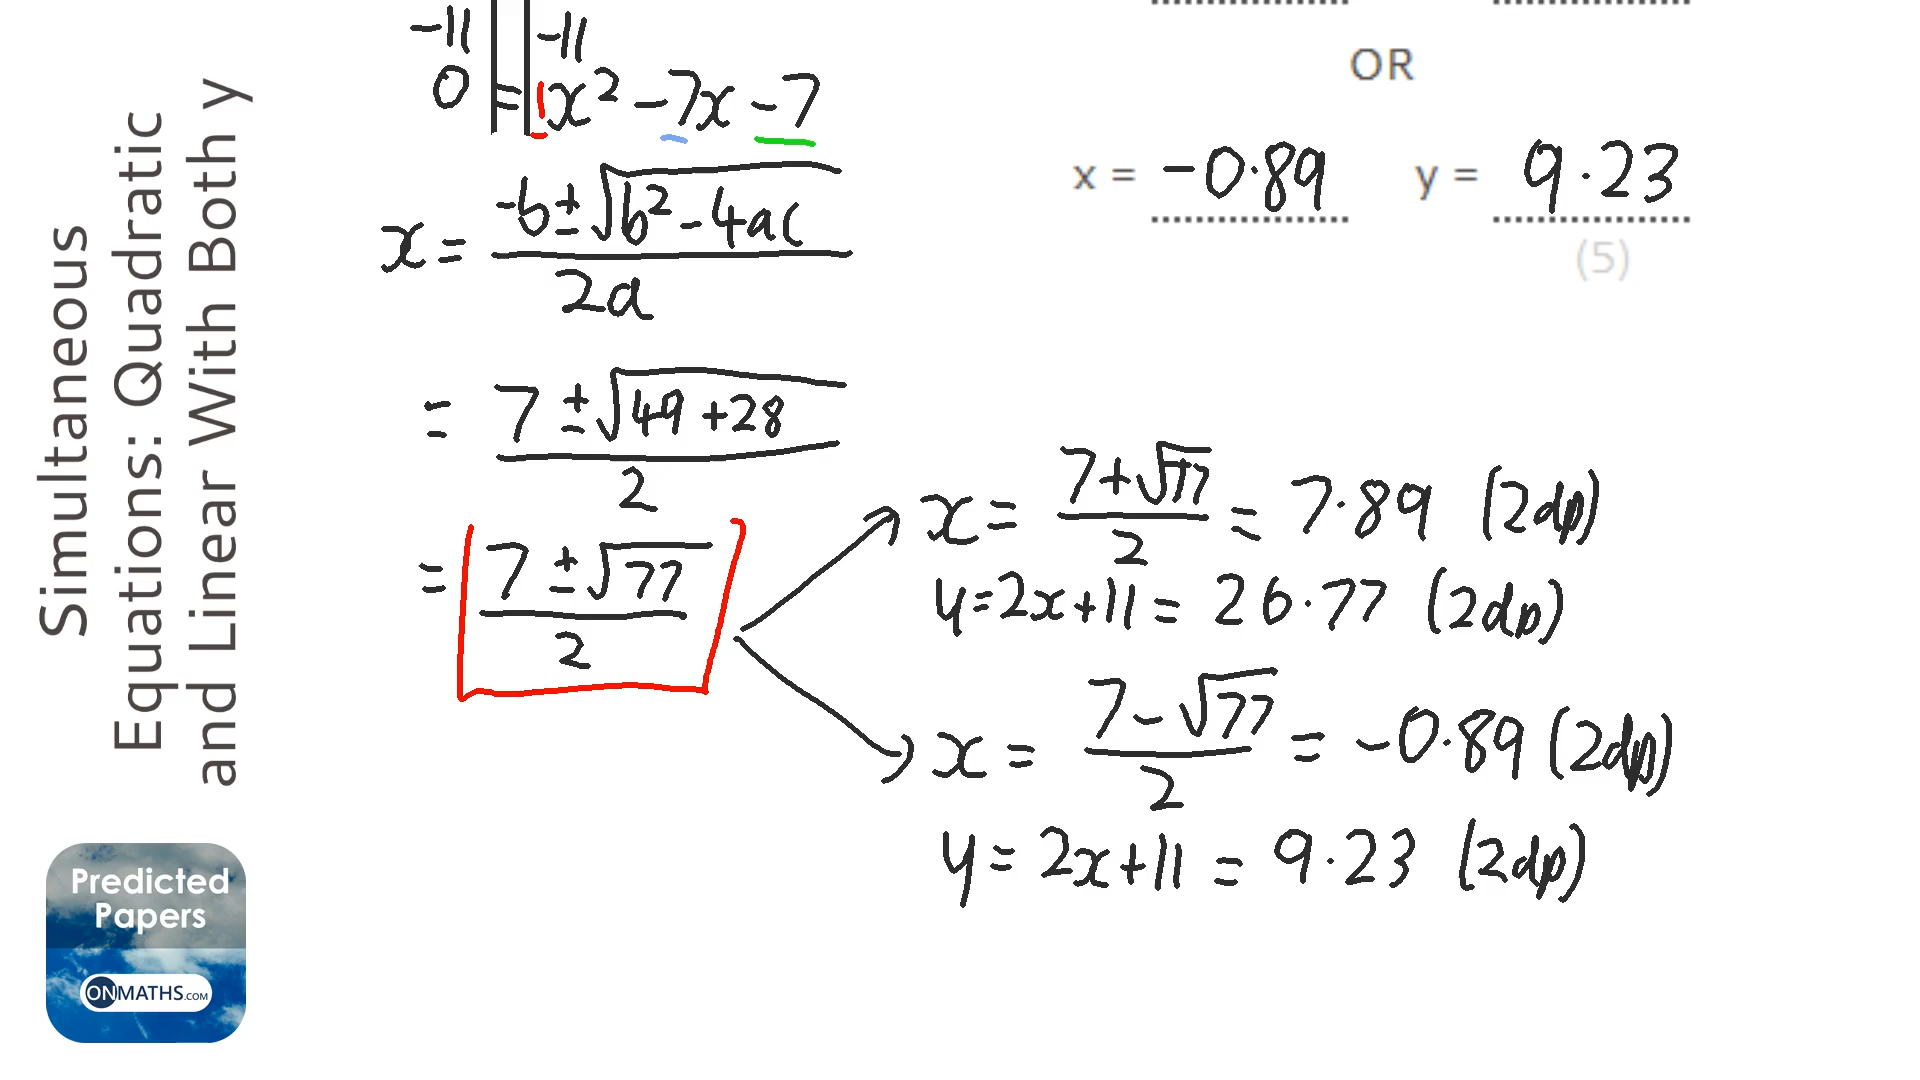 Simultaneous
Equations: Quadratic
and Linear With Both y
-11 -11
0 = 1x² - 7x - 7
x = (-b ± √(b² - 4ac)) / 2a
= (7 ± √(49 + 28)) / 2
= (7 ± √77) / 2
OR
x = -0.89 y = 9.23
(5)
x = (7 + √77) / 2 = 7.89 (2dp)
y = 2x + 11 = 26.77 (2dp)
x = (7 - √77) / 2 = -0.89 (2dp)
y = 2x + 11 = 9.23 (2dp)
Predicted
Papers
ONMATHS.COM